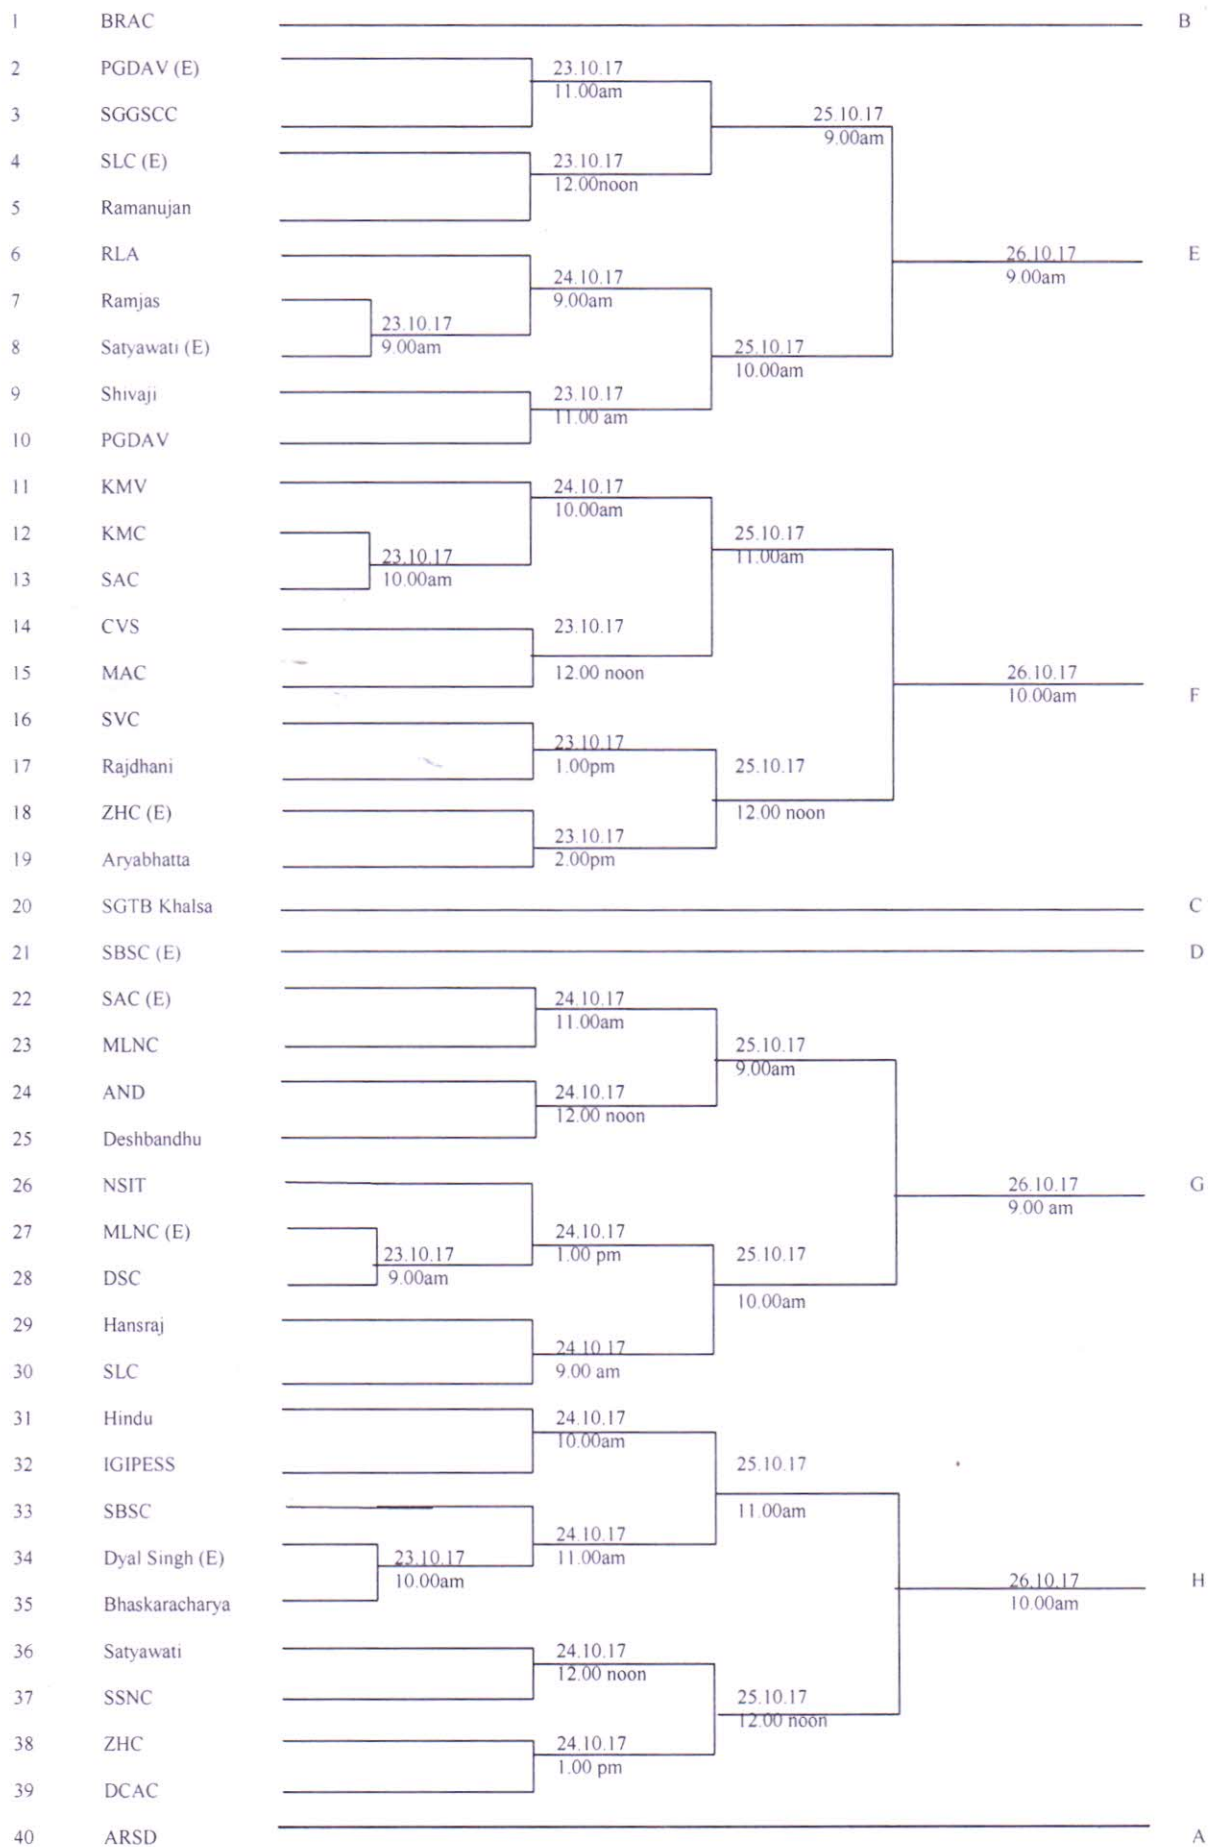 1 BRAC B
2 PGDAV (E) 23.10.17
11.00am
3 SGGSCC 25.10.17
9.00am
4 SLC (E) 23.10.17
12.00noon
5 Ramanujan
6 RLA 26.10.17 E
24.10.17 9.00am
7 Ramjas 9.00am
23.10.17
8 Satyawati (E) 9.00am 25.10.17
10.00am
9 Shivaji 23.10.17
11.00 am
10 PGDAV
11 KMV 24.10.17
10.00am
12 KMC 25.10.17
23.10.17 11.00am
13 SAC 10.00am
14 CVS 23.10.17
15 MAC 12.00 noon 26.10.17
10.00am F
16 SVC
23.10.17
17 Rajdhani 1.00pm 25.10.17
18 ZHC (E) 12.00 noon
23.10.17
19 Aryabhatta 2.00pm
20 SGTB Khalsa C
21 SBSC (E) D
22 SAC (E) 24.10.17
11.00am
23 MLNC 25.10.17
9.00am
24 AND 24.10.17
12.00 noon
25 Deshbandhu
26 NSIT 26.10.17 G
9.00 am
27 MLNC (E) 24.10.17
23.10.17 1.00 pm 25.10.17
28 DSC 9.00am
10.00am
29 Hansraj
24.10.17
30 SLC 9.00 am
31 Hindu 24.10.17
10.00am
32 IGIPESS 25.10.17
33 SBSC 11.00am
24.10.17
34 Dyal Singh (E) 23.10.17 11.00am
10.00am 26.10.17 H
35 Bhaskaracharya 10.00am
36 Satyawati 24.10.17
12.00 noon
37 SSNC 25.10.17
12.00 noon
38 ZHC 24.10.17
1.00 pm
39 DCAC
40 ARSD A